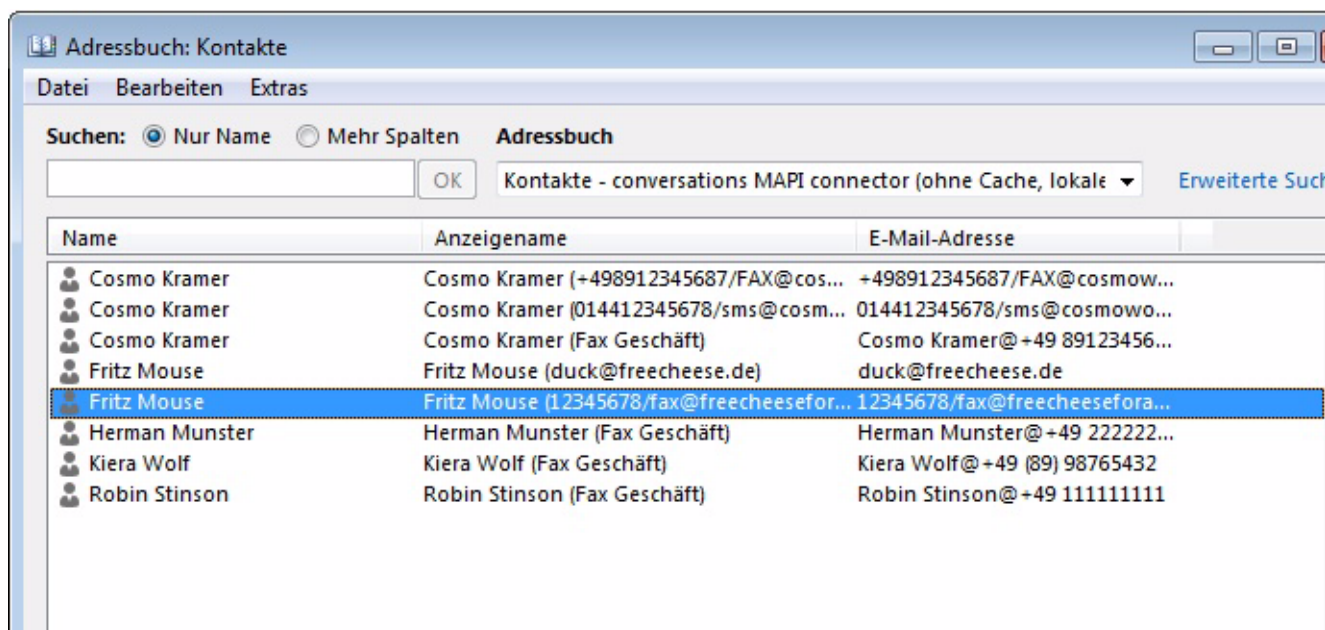 Adressbuch: Kontakte
Datei Bearbeiten Extras
Suchen: Nur Name Mehr Spalten Adressbuch
OK Kontakte - conversations MAPI connector (ohne Cache, lokale Erweiterte Such
Name Anzeigename E-Mail-Adresse
Cosmo Kramer Cosmo Kramer (+498912345687/FAX@cos... +498912345687/FAX@cosmow...
Cosmo Kramer Cosmo Kramer (014412345678/sms@cosm... 014412345678/sms@cosmowo...
Cosmo Kramer Cosmo Kramer (Fax Geschäft) Cosmo Kramer@+49 89123456...
Fritz Mouse Fritz Mouse (duck@freecheese.de) duck@freecheese.de
Fritz Mouse Fritz Mouse (12345678/fax@freecheesefor... 12345678/fax@freecheesefora...
Herman Munster Herman Munster (Fax Geschäft) Herman Munster@+49 222222...
Kiera Wolf Kiera Wolf (Fax Geschäft) Kiera Wolf@+49 (89) 98765432
Robin Stinson Robin Stinson (Fax Geschäft) Robin Stinson@+49 111111111